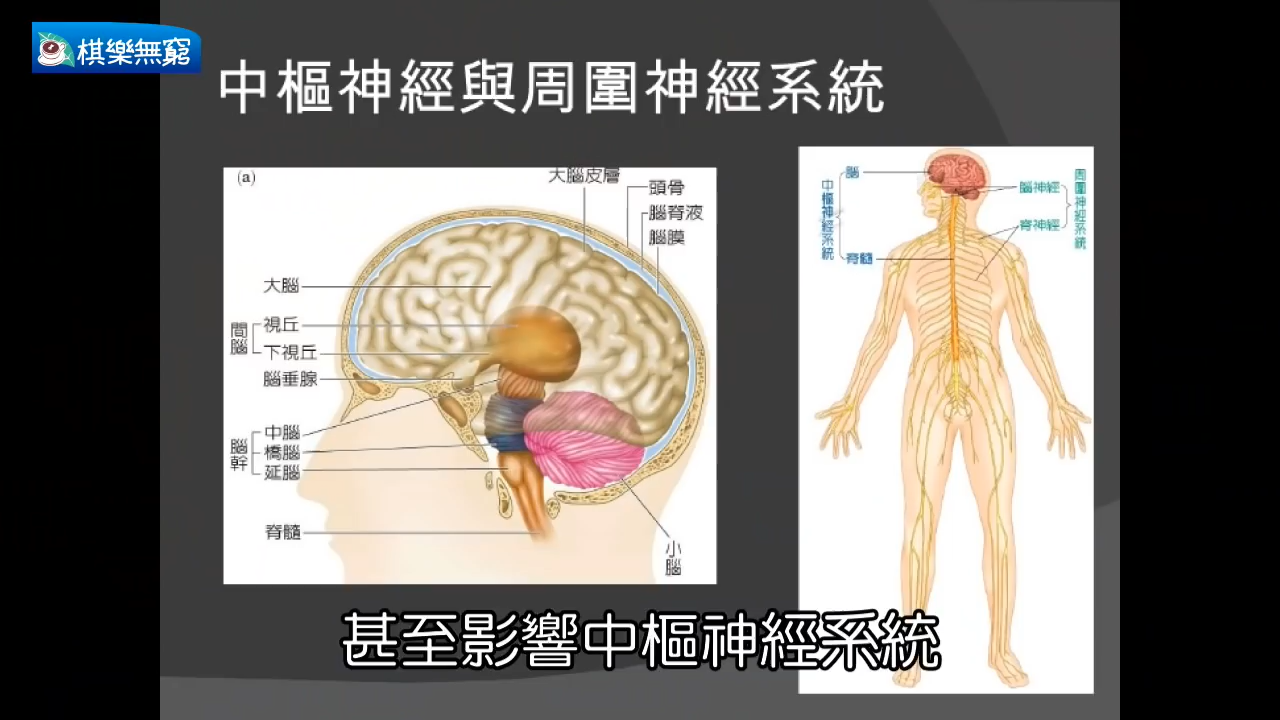 棋樂無窮
中樞神經與周圍神經系統
(a)
大腦皮層
頭骨
腦脊液
腦膜
大腦
間腦
視丘
下視丘
腦垂腺
腦幹
中腦
橋腦
延腦
脊髓
小腦
腦
中樞神經系統
脊髓
腦神經
脊神經
周圍神經系統
甚至影響中樞神經系統